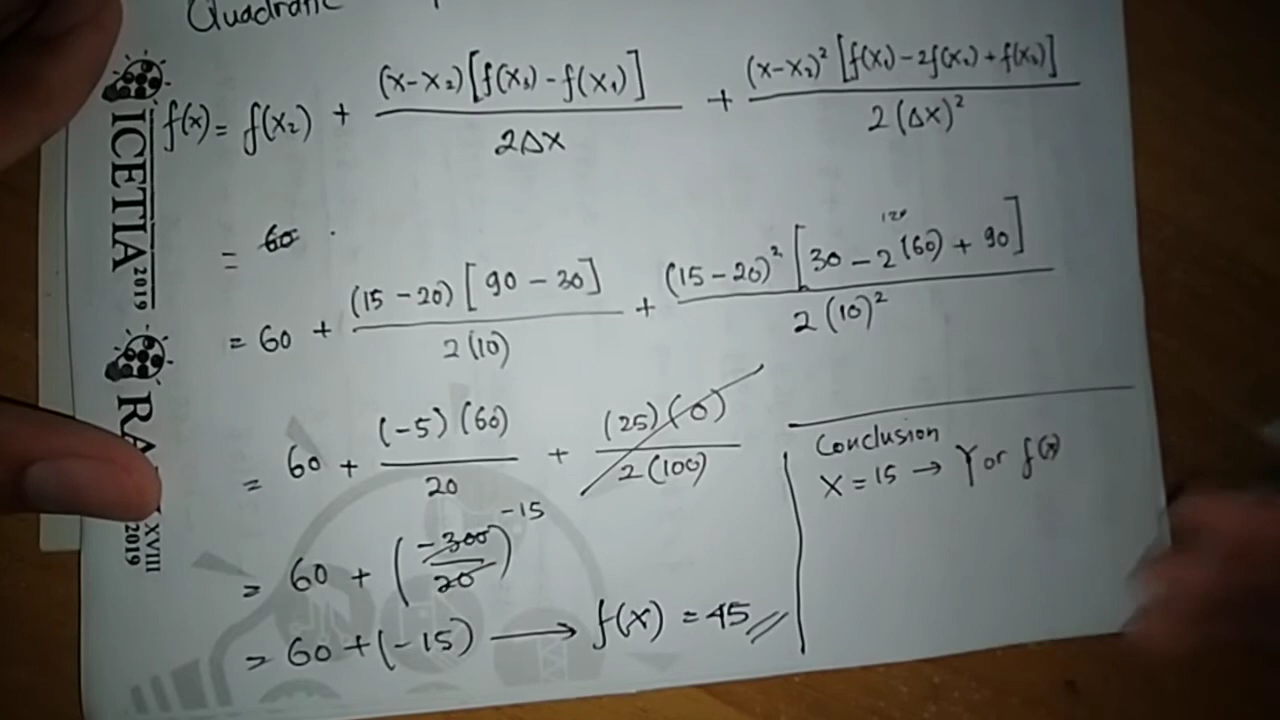 Quadratic
f(x) = f(x₂) + (x-x₂)[f(x₃) - f(x₁)] / 2Δx + (x-x₂)² [f(x₁) - 2f(x₂) + f(x₃)] / 2(Δx)²
= 60
= 60 + (15 - 20)[90 - 30] / 2(10) + (15 - 20)² [30 - 2(60) + 90] / 2(10)²
120
= 60 + (-5)(60) / 20 + (25)(0) / 2(100)
= 60 + (-300 / 20) -15
= 60 + (-15) → f(x) = 45 //
Conclusion
X = 15 → Y or f(x)
ICETIA 2019
XVIII
2019